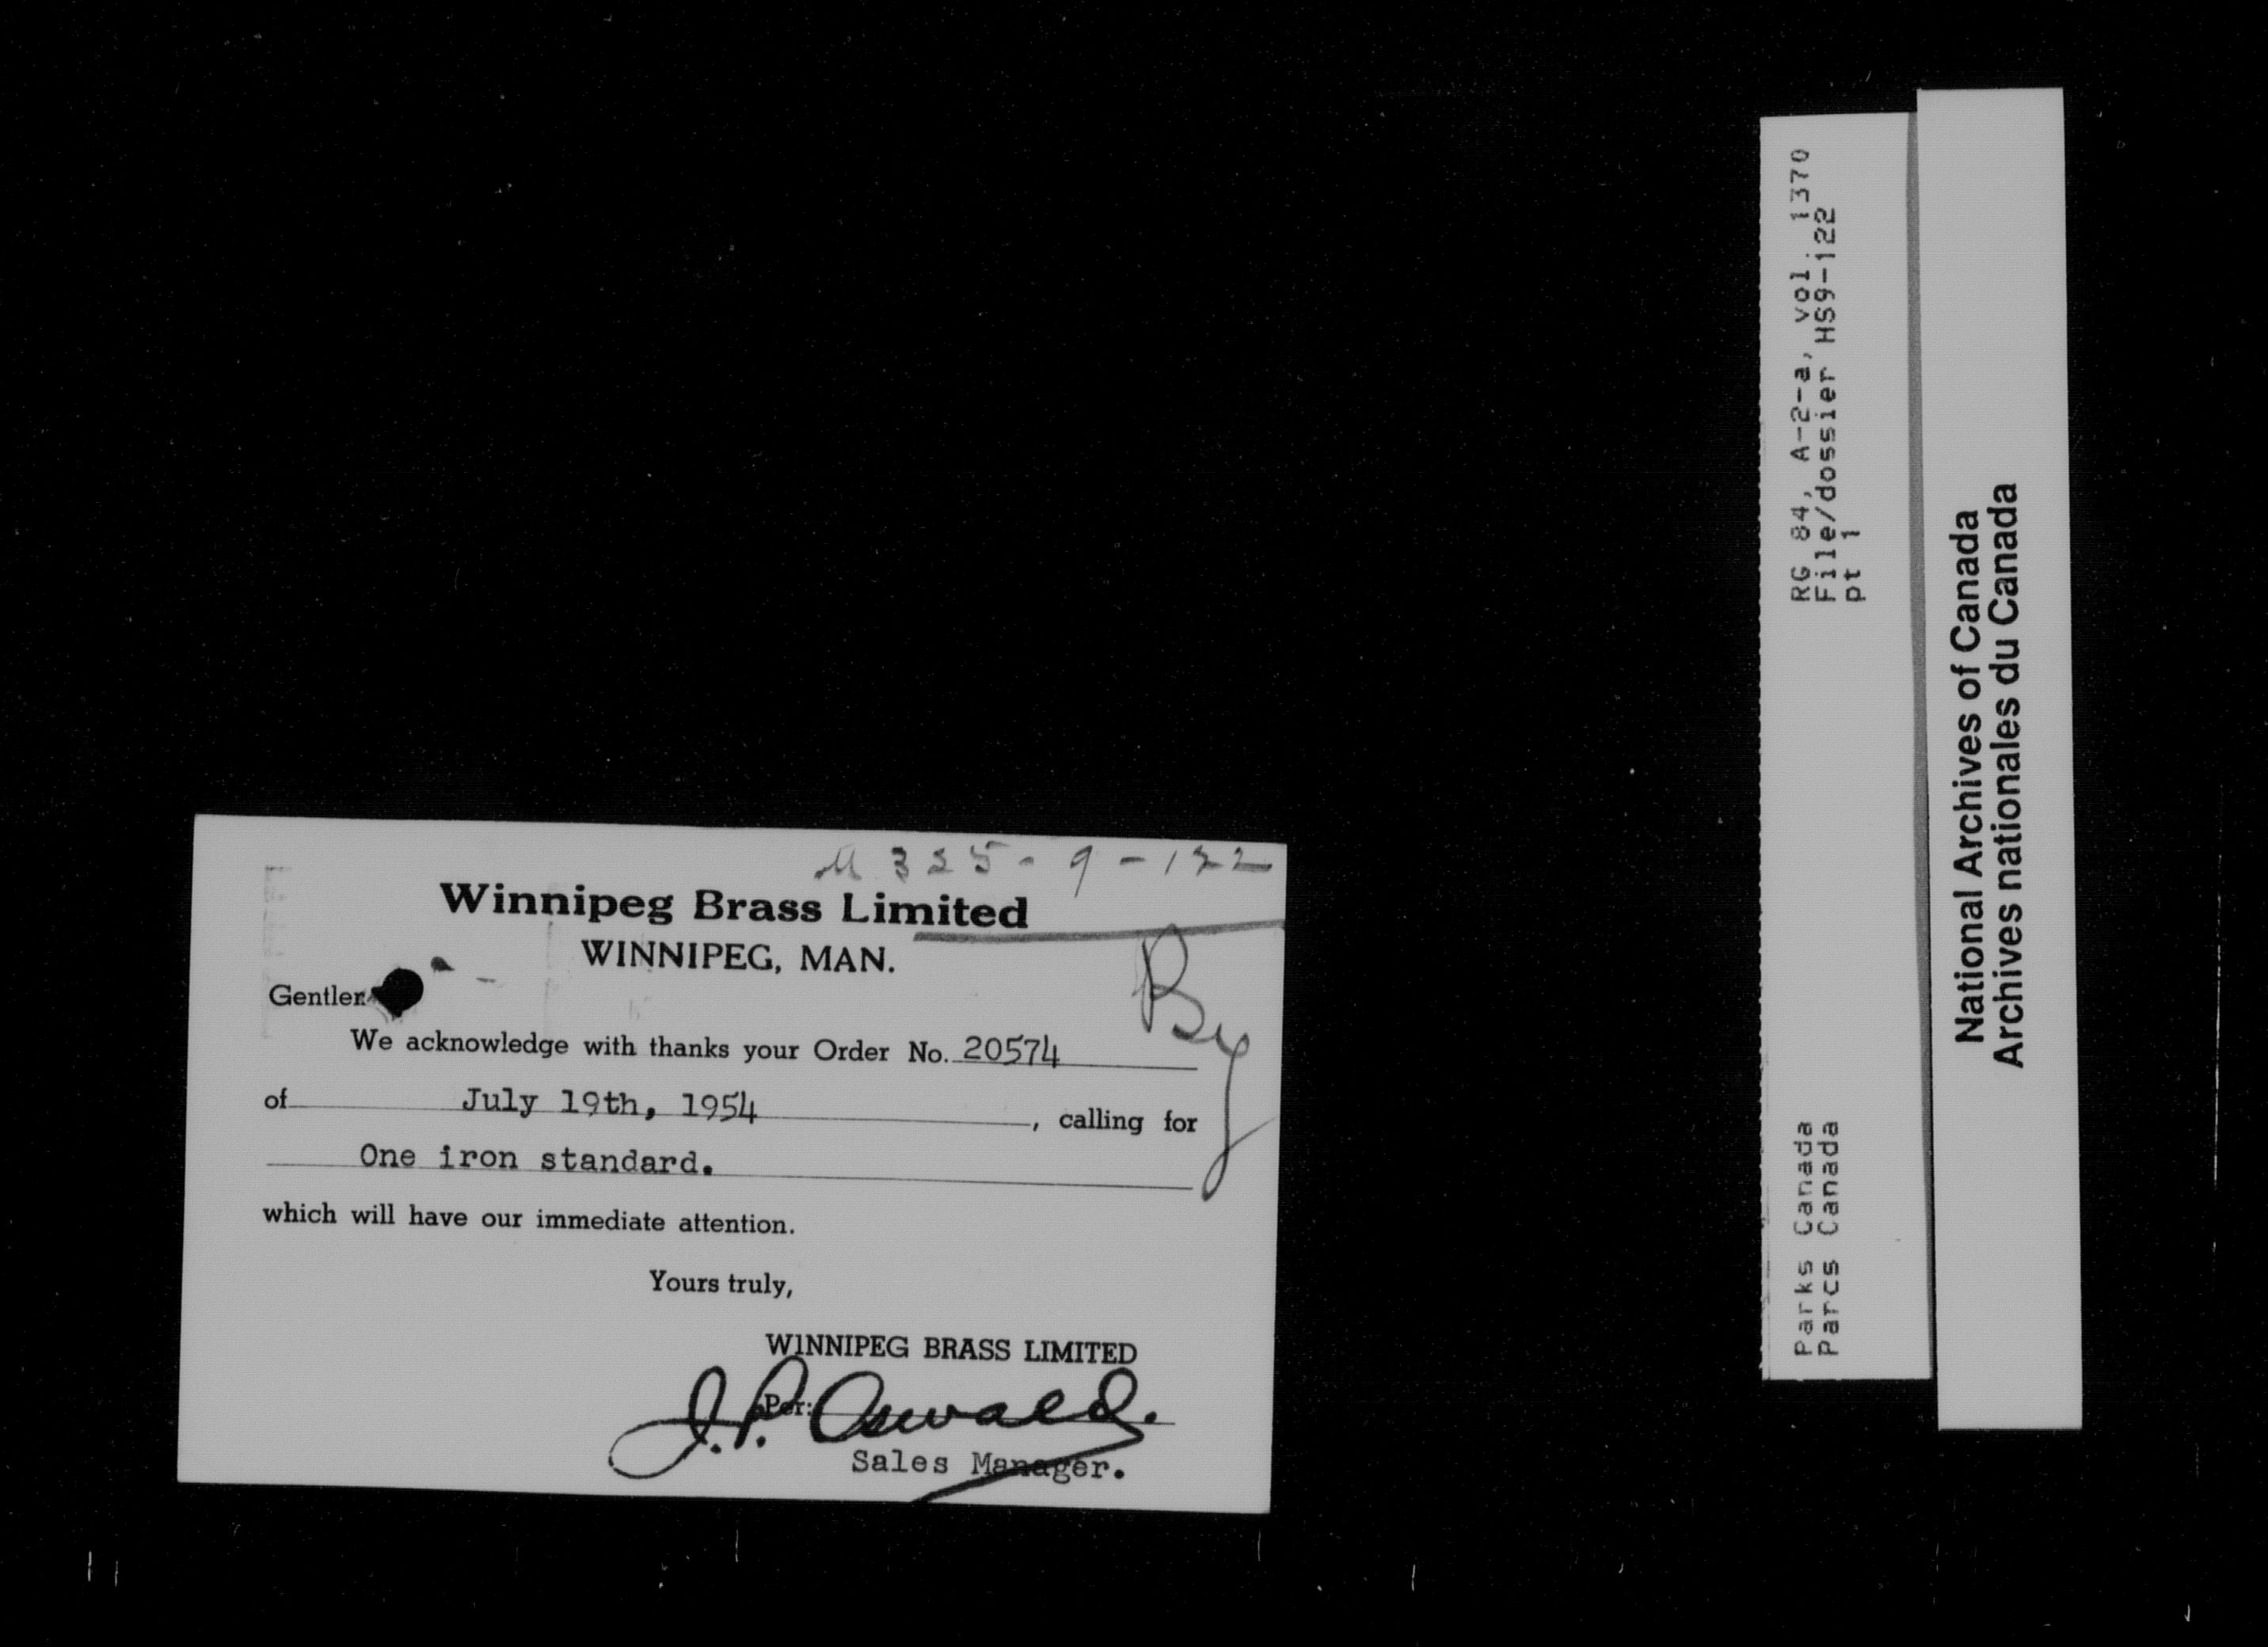 M 325-9-122
Winnipeg Brass Limited
WINNIPEG, MAN.
Gentlem
We acknowledge with thanks your Order No. 20574
of July 19th, 1954, calling for
One iron standard.
which will have our immediate attention.
Yours truly,
WINNIPEG BRASS LIMITED
Per: J.P. Oswald.
Sales Manager.
RG 84, A-2-a, vol. 1370
File/dossier HS9-122
pt 1
Parks Canada
Parcs Canada
National Archives of Canada
Archives nationales du Canada